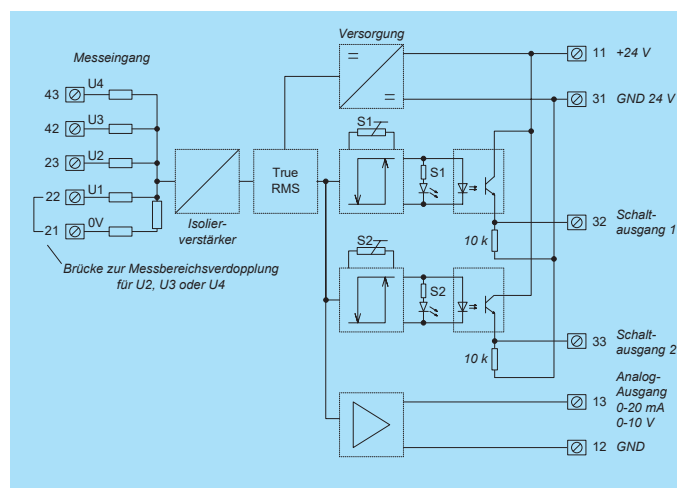 Messeingang
Versorgung
43 U4
42 U3
23 U2
22 U1
21 0V
Brücke zur Messbereichsverdopplung
für U2, U3 oder U4
Isolier-
verstärker
True
RMS
S1
S1
10 k
S2
S2
10 k
11 +24 V
31 GND 24 V
32 Schalt-
ausgang 1
33 Schalt-
ausgang 2
Analog-
13 Ausgang
0-20 mA
0-10 V
12 GND